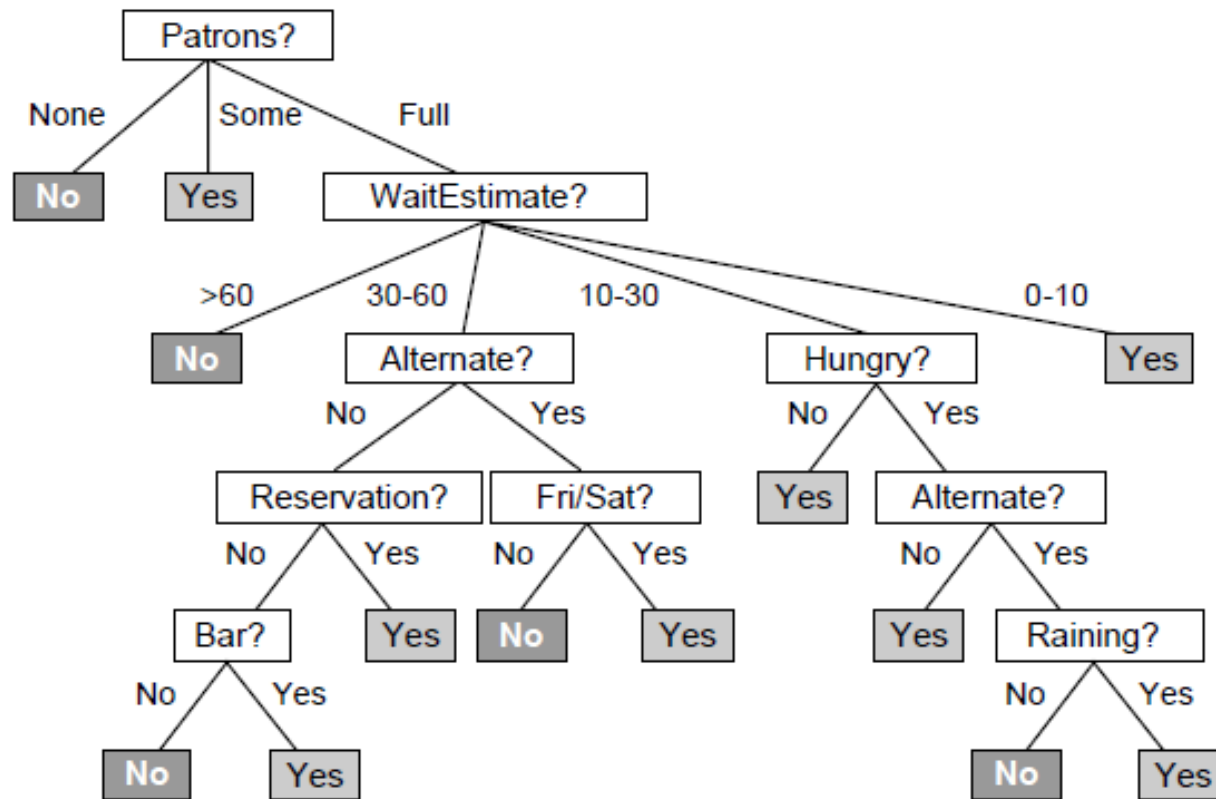 Patrons?
None Some Full
No Yes WaitEstimate?
>60 30-60 10-30 0-10
No Alternate? Hungry? Yes
No Yes No Yes
Reservation? Fri/Sat? Yes Alternate?
No Yes No Yes No Yes
Bar? Yes No Yes Yes Raining?
No Yes No Yes
No Yes No Yes